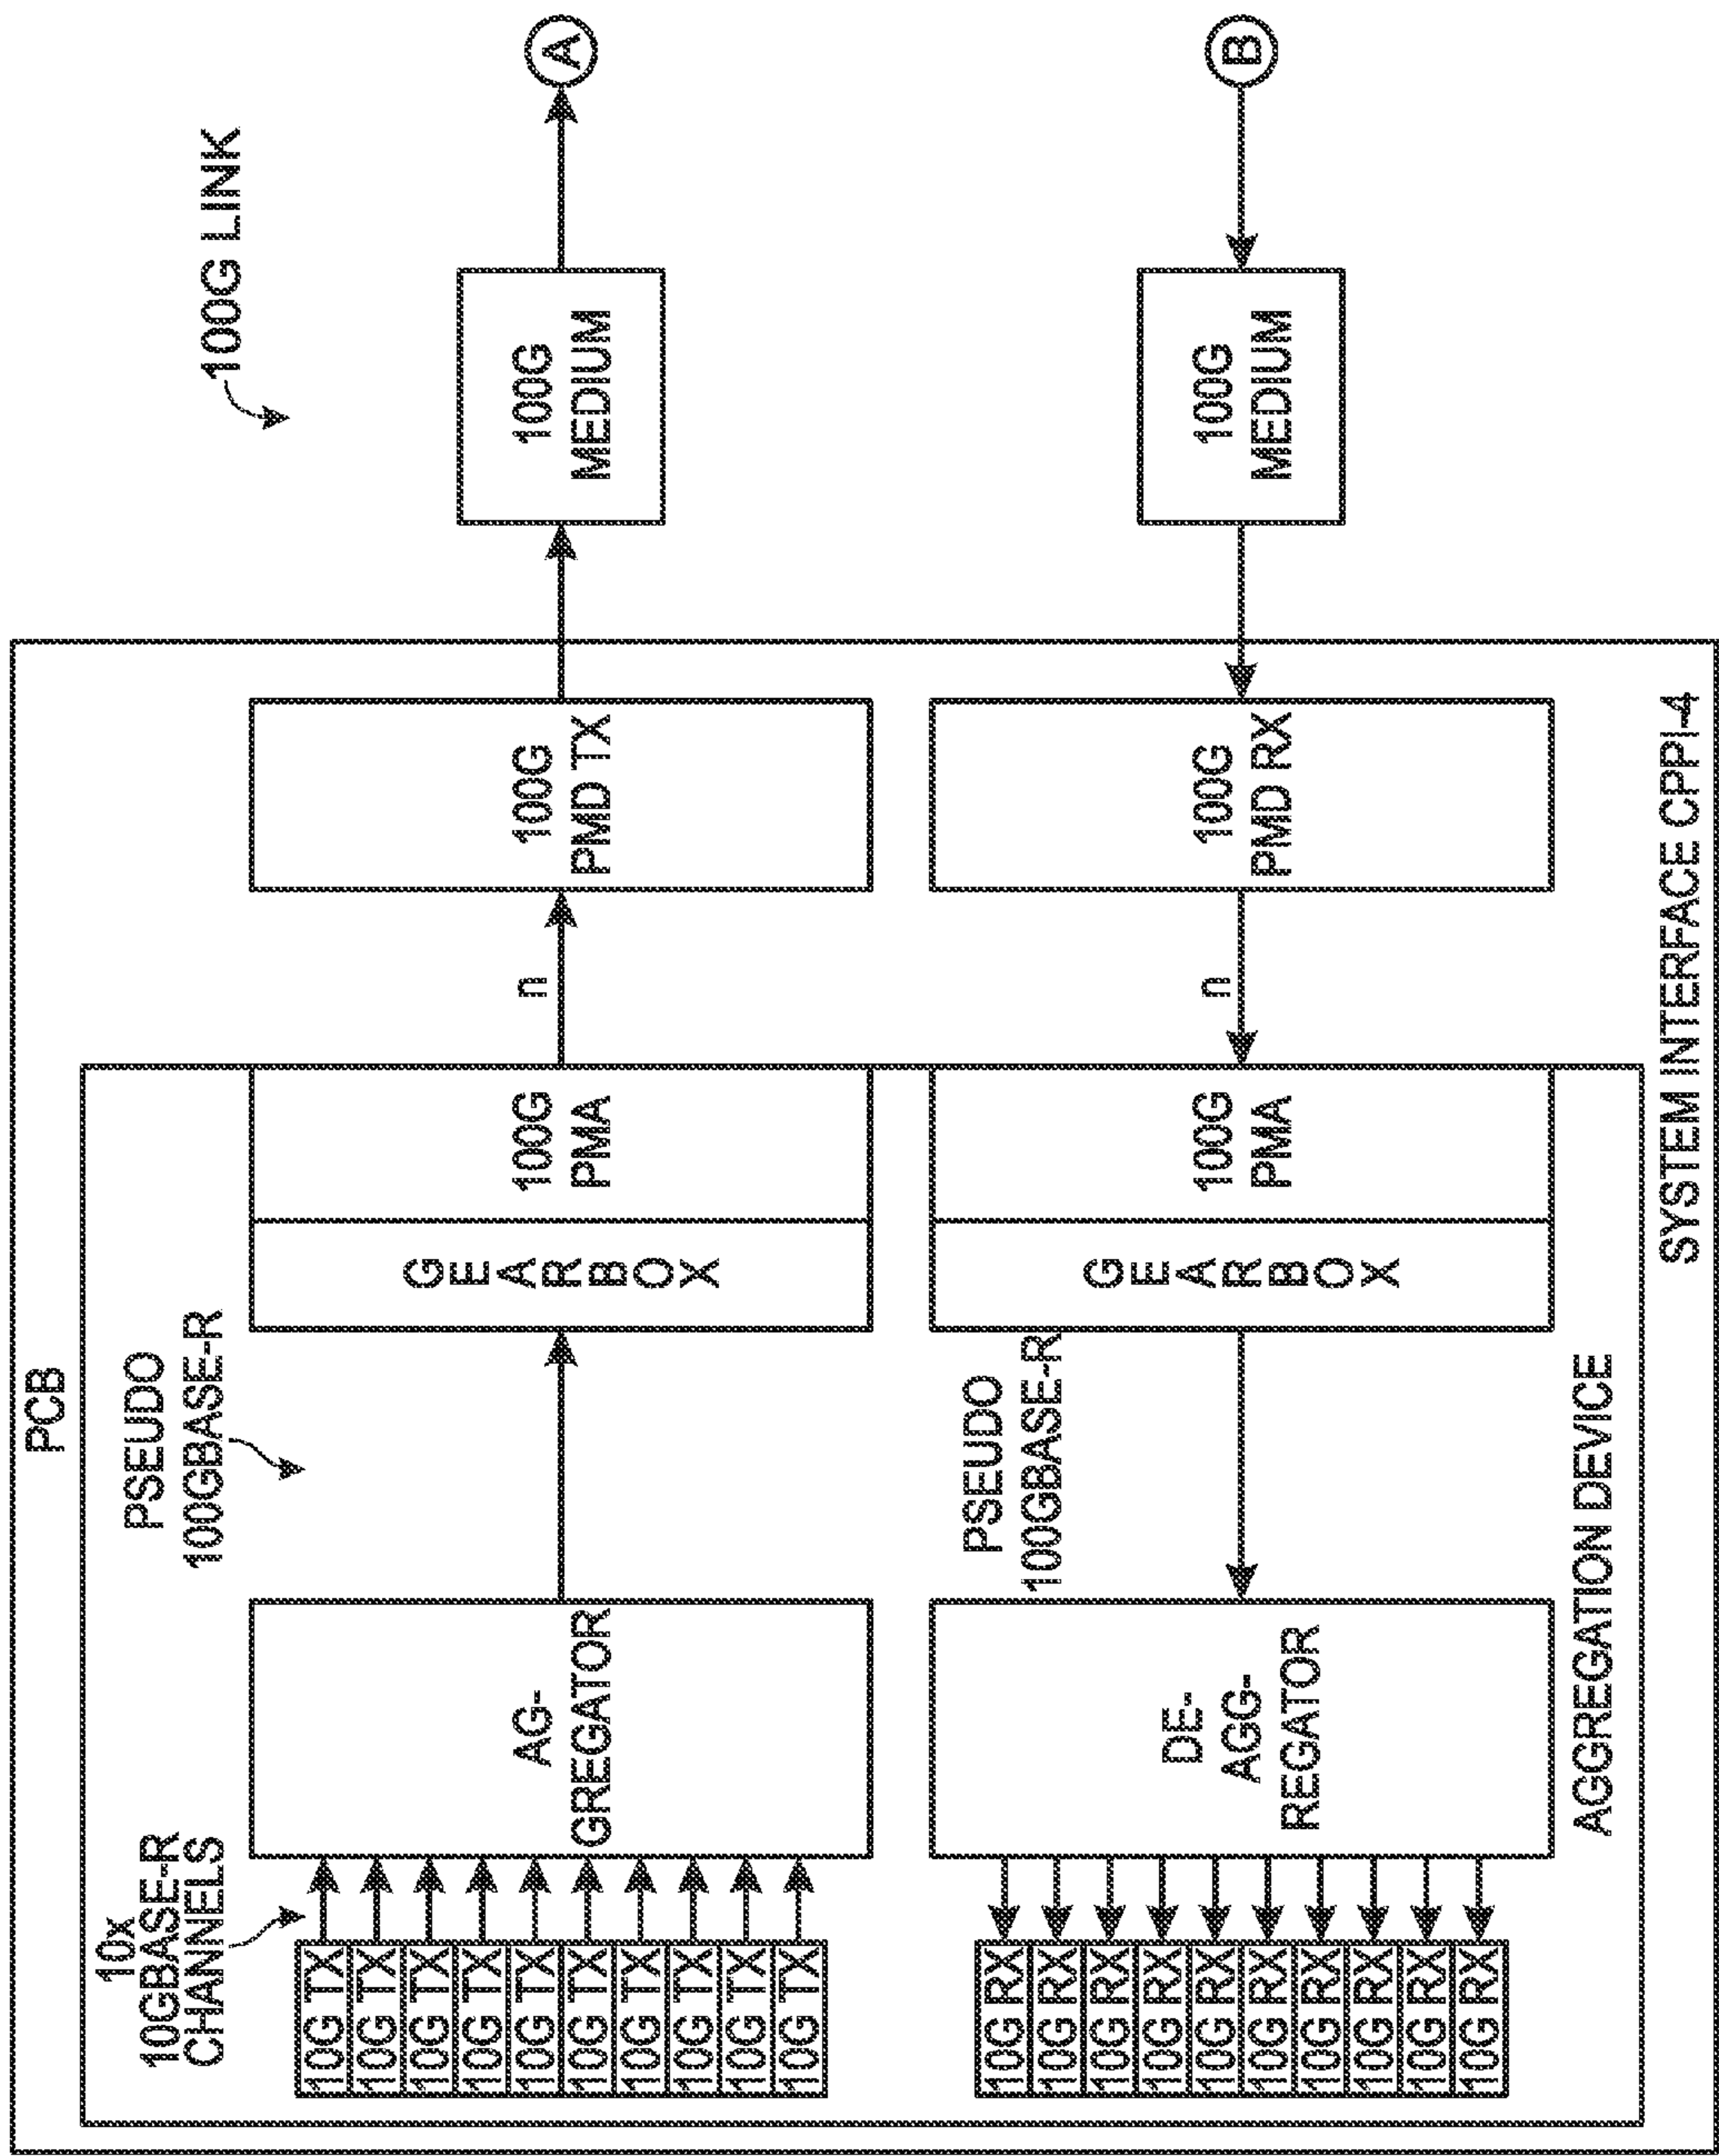 PCB
10x
10GBASE-R
CHANNELS
PSEUDO
100GBASE-R
100G LINK
10G TX
10G TX
10G TX
10G TX
10G TX
10G TX
10G TX
10G TX
10G TX
10G TX
AG-
GREGATOR
GEARBOX
100G
PMA
n
100G
PMD TX
100G
MEDIUM
A
PSEUDO
100GBASE-R
10G RX
10G RX
10G RX
10G RX
10G RX
10G RX
10G RX
10G RX
10G RX
10G RX
DE-
AGG-
REGATOR
GEARBOX
100G
PMA
n
100G
PMD RX
100G
MEDIUM
B
AGGREGATION DEVICE
SYSTEM INTERFACE CPPI-4